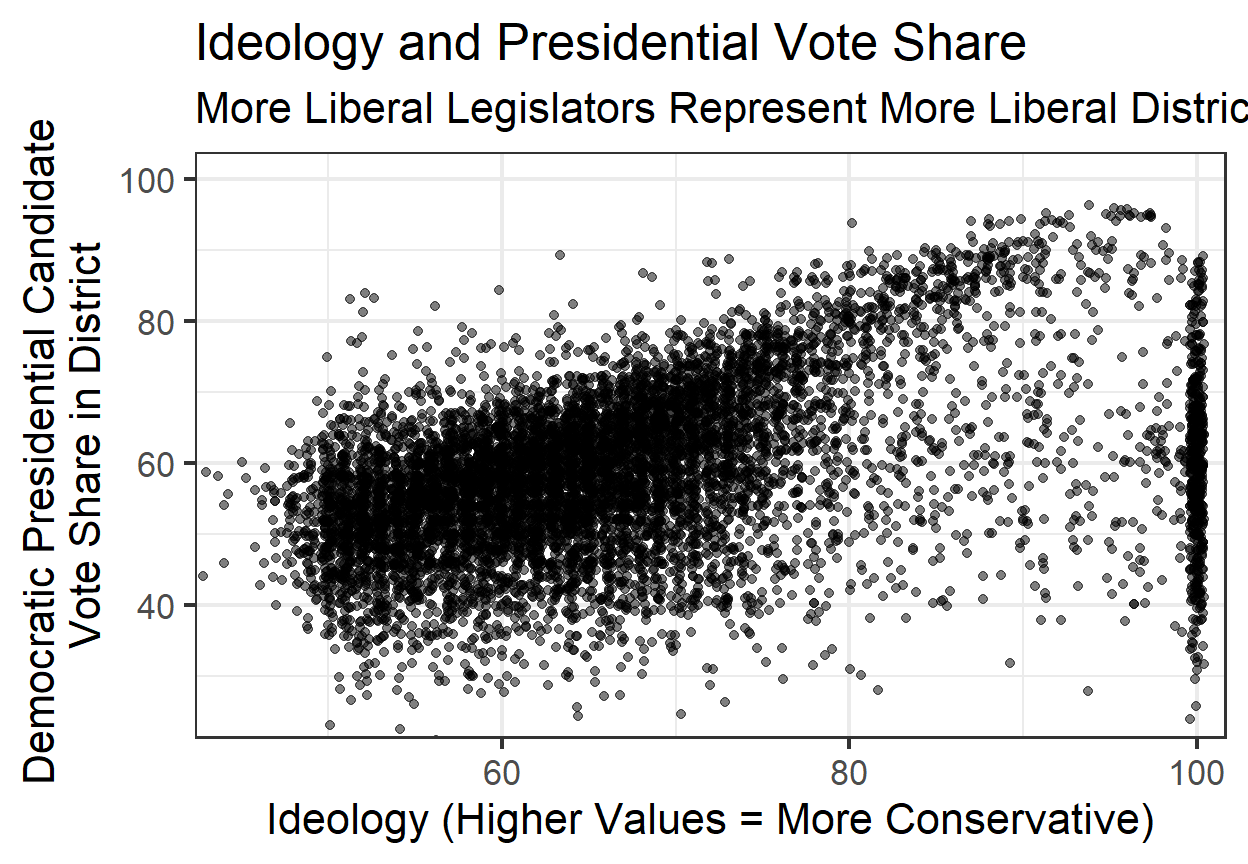 Ideology and Presidential Vote Share
More Liberal Legislators Represent More Liberal Distric
Democratic Presidential Candidate
Vote Share in District
100
80
60
40
60
80
100
Ideology (Higher Values = More Conservative)